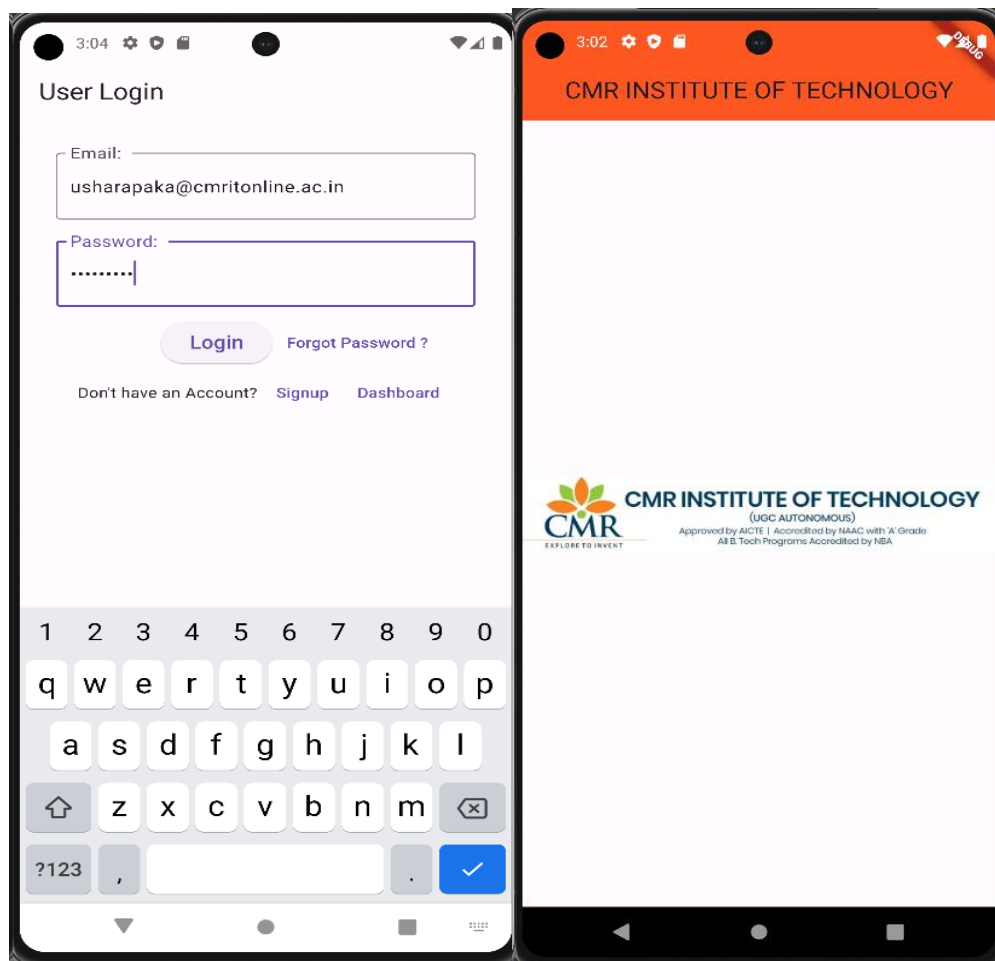 3:04
User Login
Email:
usharapaka@cmritonline.ac.in
Password:
•••••••••
Login Forgot Password ?
Don't have an Account? Signup Dashboard
1 2 3 4 5 6 7 8 9 0
q w e r t y u i o p
a s d f g h j k l
z x c v b n m
?123 , .
3:02
DEBUG
CMR INSTITUTE OF TECHNOLOGY
CMR
EXPLORE TO INVENT
CMR INSTITUTE OF TECHNOLOGY
(UGC AUTONOMOUS)
Approved by AICTE | Accredited by NAAC with 'A' Grade
All B. Tech Programs Accredited by NBA